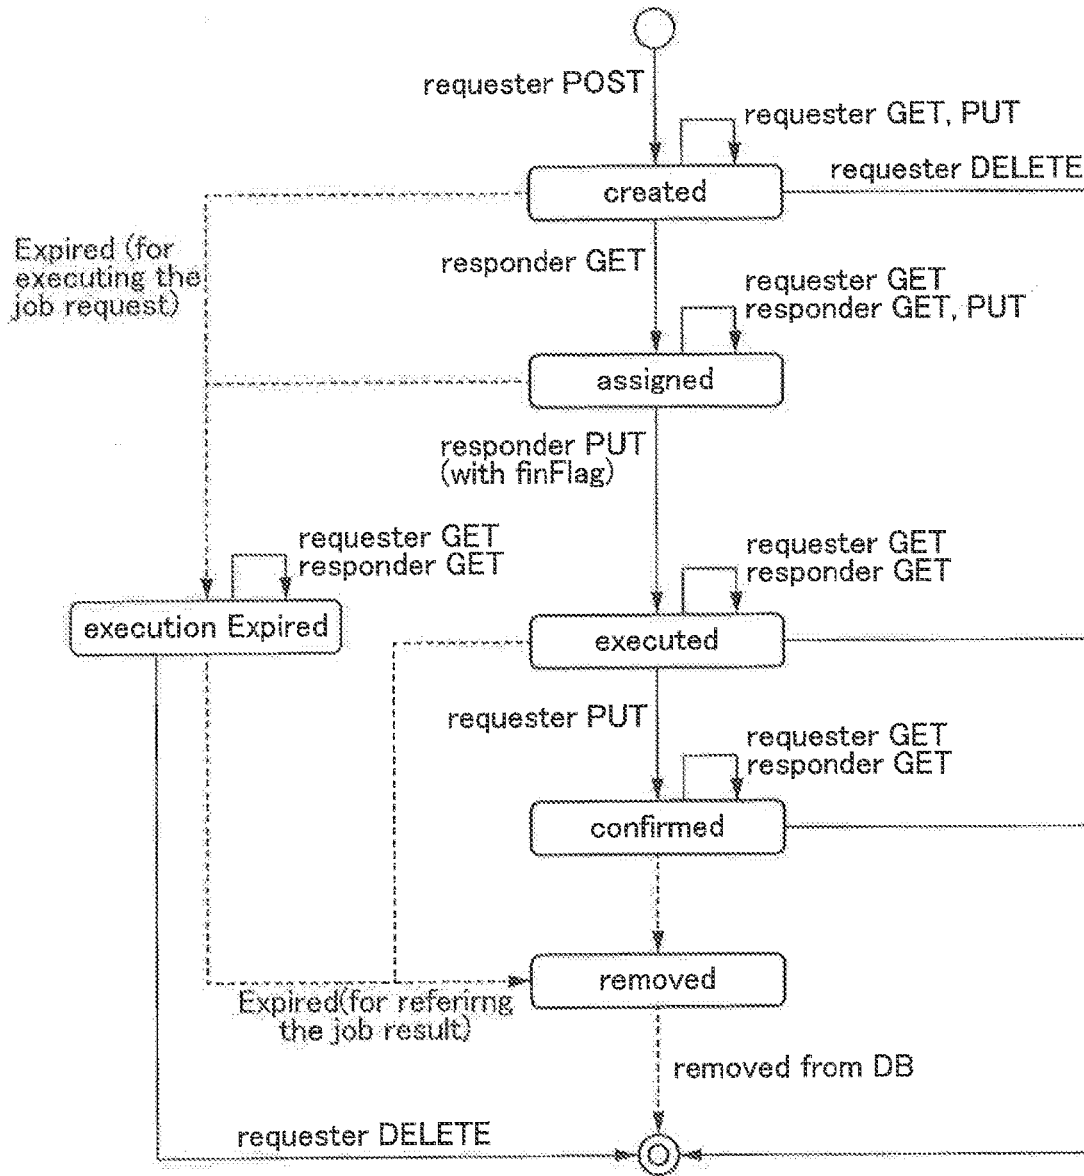 requester POST
requester GET, PUT
requester DELETE
created
Expired (for
executing the
job request)
responder GET
requester GET
responder GET, PUT
assigned
responder PUT
(with finFlag)
requester GET
responder GET
requester GET
responder GET
execution Expired
executed
requester PUT
requester GET
responder GET
confirmed
removed
Expired(for referirng
the job result)
removed from DB
requester DELETE